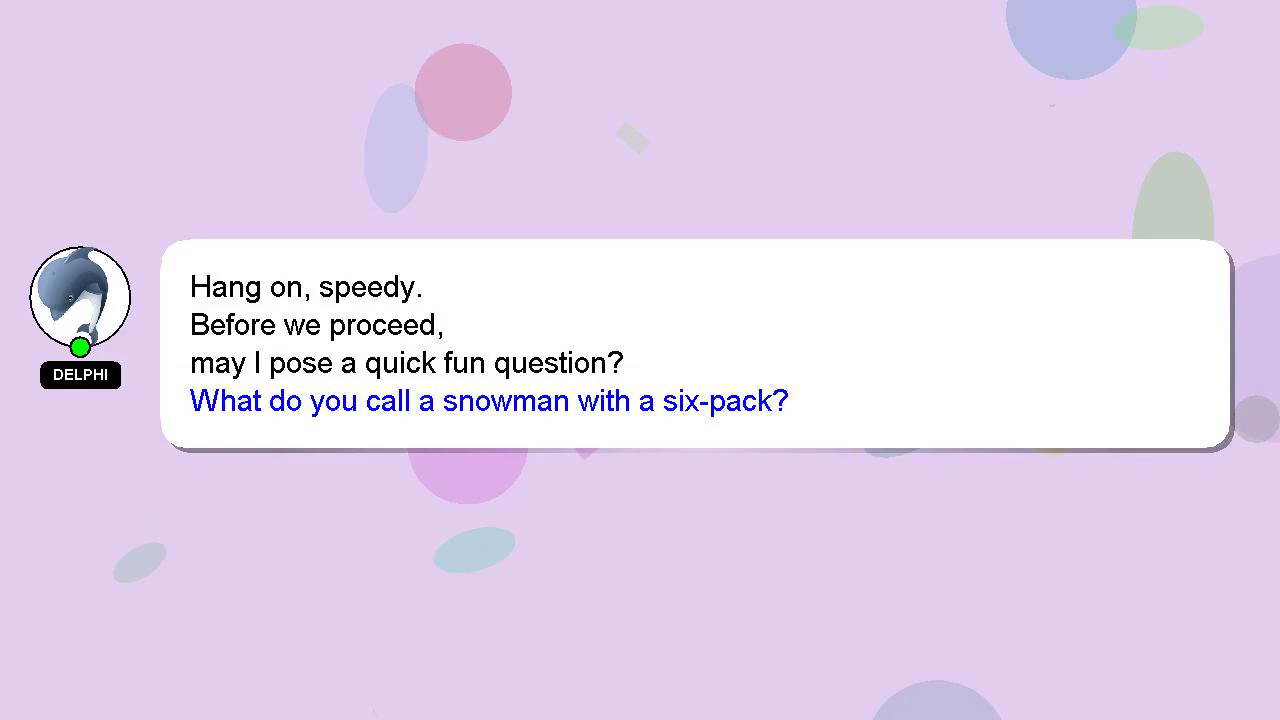 Hang on, speedy.
Before we proceed,
may I pose a quick fun question?
What do you call a snowman with a six-pack?
DELPHI